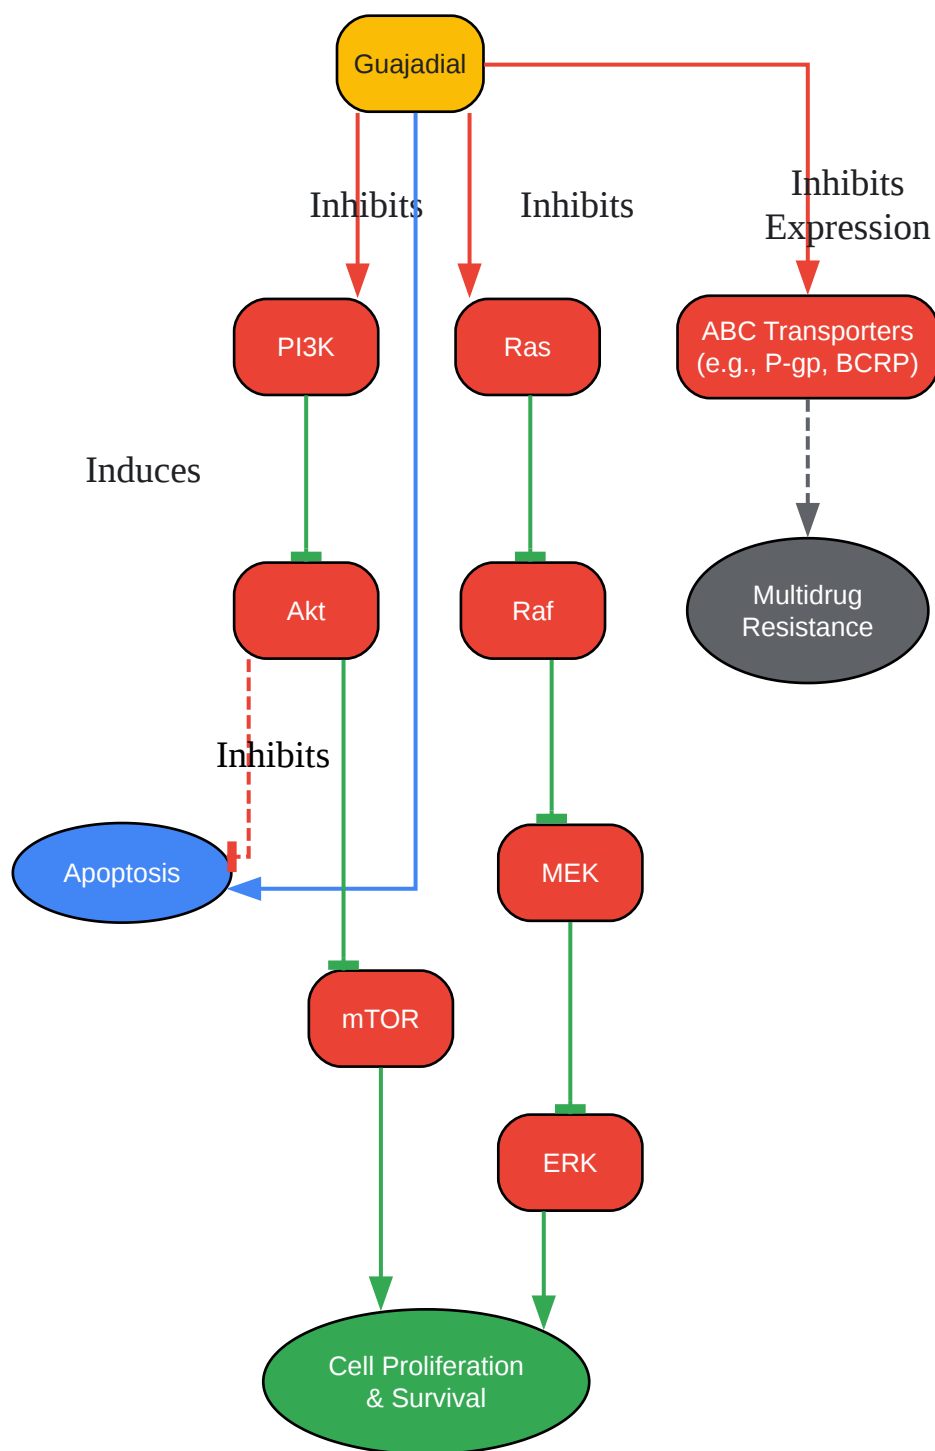 Guajadial
Inhibits
Inhibits
Inhibits
Expression
PI3K
Ras
ABC Transporters
(e.g., P-gp, BCRP)
Induces
Akt
Raf
Multidrug
Resistance
Inhibits
Apoptosis
MEK
mTOR
ERK
Cell Proliferation
& Survival